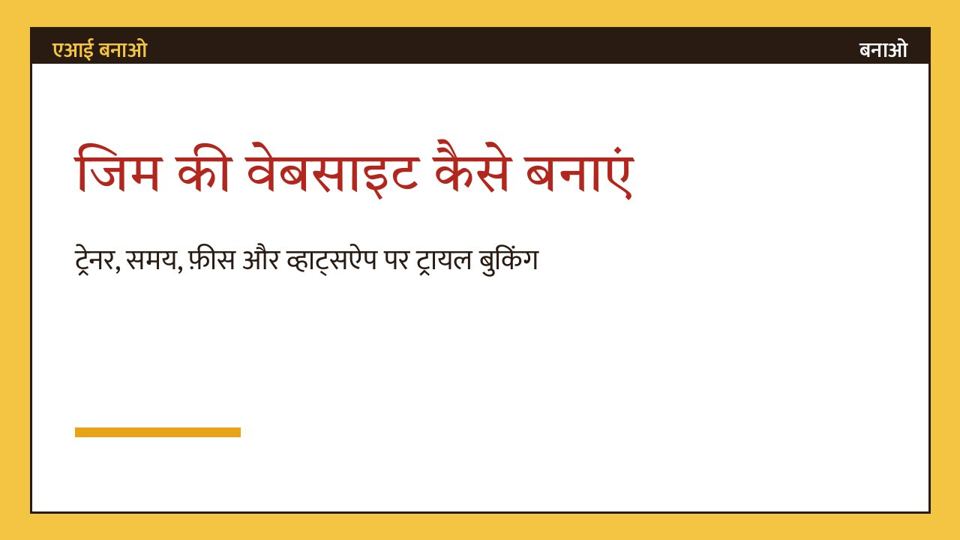 एआई बनाओ
बनाओ
जिम की वेबसाइट कैसे बनाएं
ट्रेनर, समय, फ़ीस और व्हाट्सऐप पर ट्रायल बुकिंग